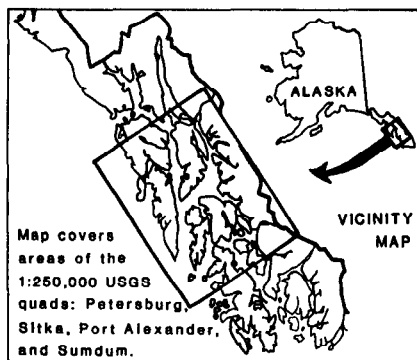 ALASKA
VICINITY
MAP
Map covers
areas of the
1:250,000 USGS
quads: Petersburg,
Sitka, Port Alexander,
and Sumdum.